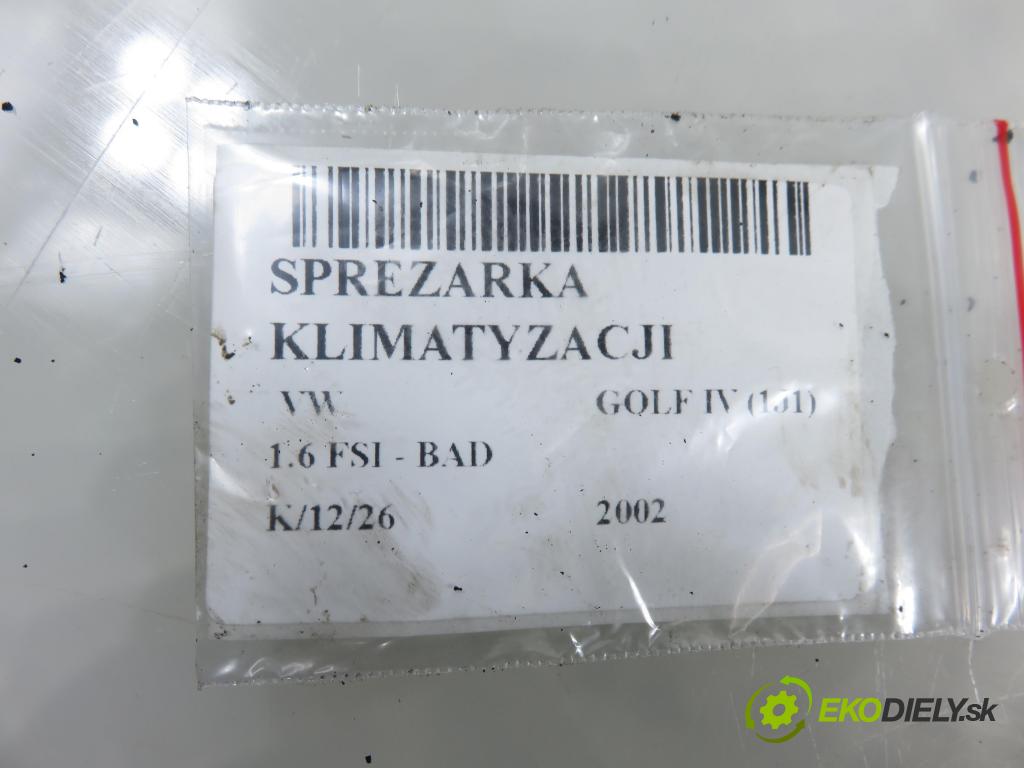 SPREZARKA
KLIMATYZACJI
VW GOLF IV (1J1)
1.6 FSI - BAD
K/12/26 2002
EKODIELY.sk